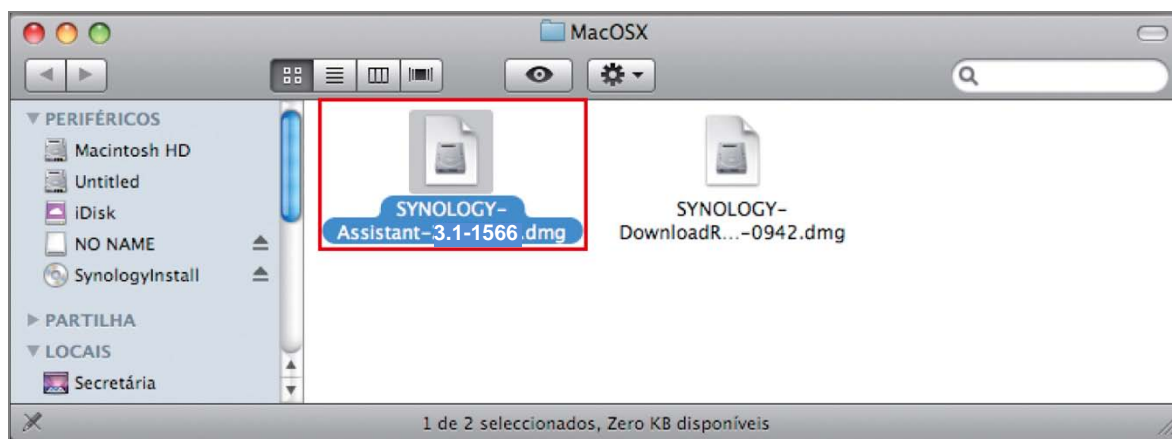 MacOSX
PERIFÉRICOS
Macintosh HD
Untitled
iDisk
NO NAME
SynologyInstall
PARTILHA
LOCAIS
Secretária
SYNOLOGY-
Assistant-3.1-1566.dmg
SYNOLOGY-
DownloadR...-0942.dmg
1 de 2 seleccionados, Zero KB disponíveis